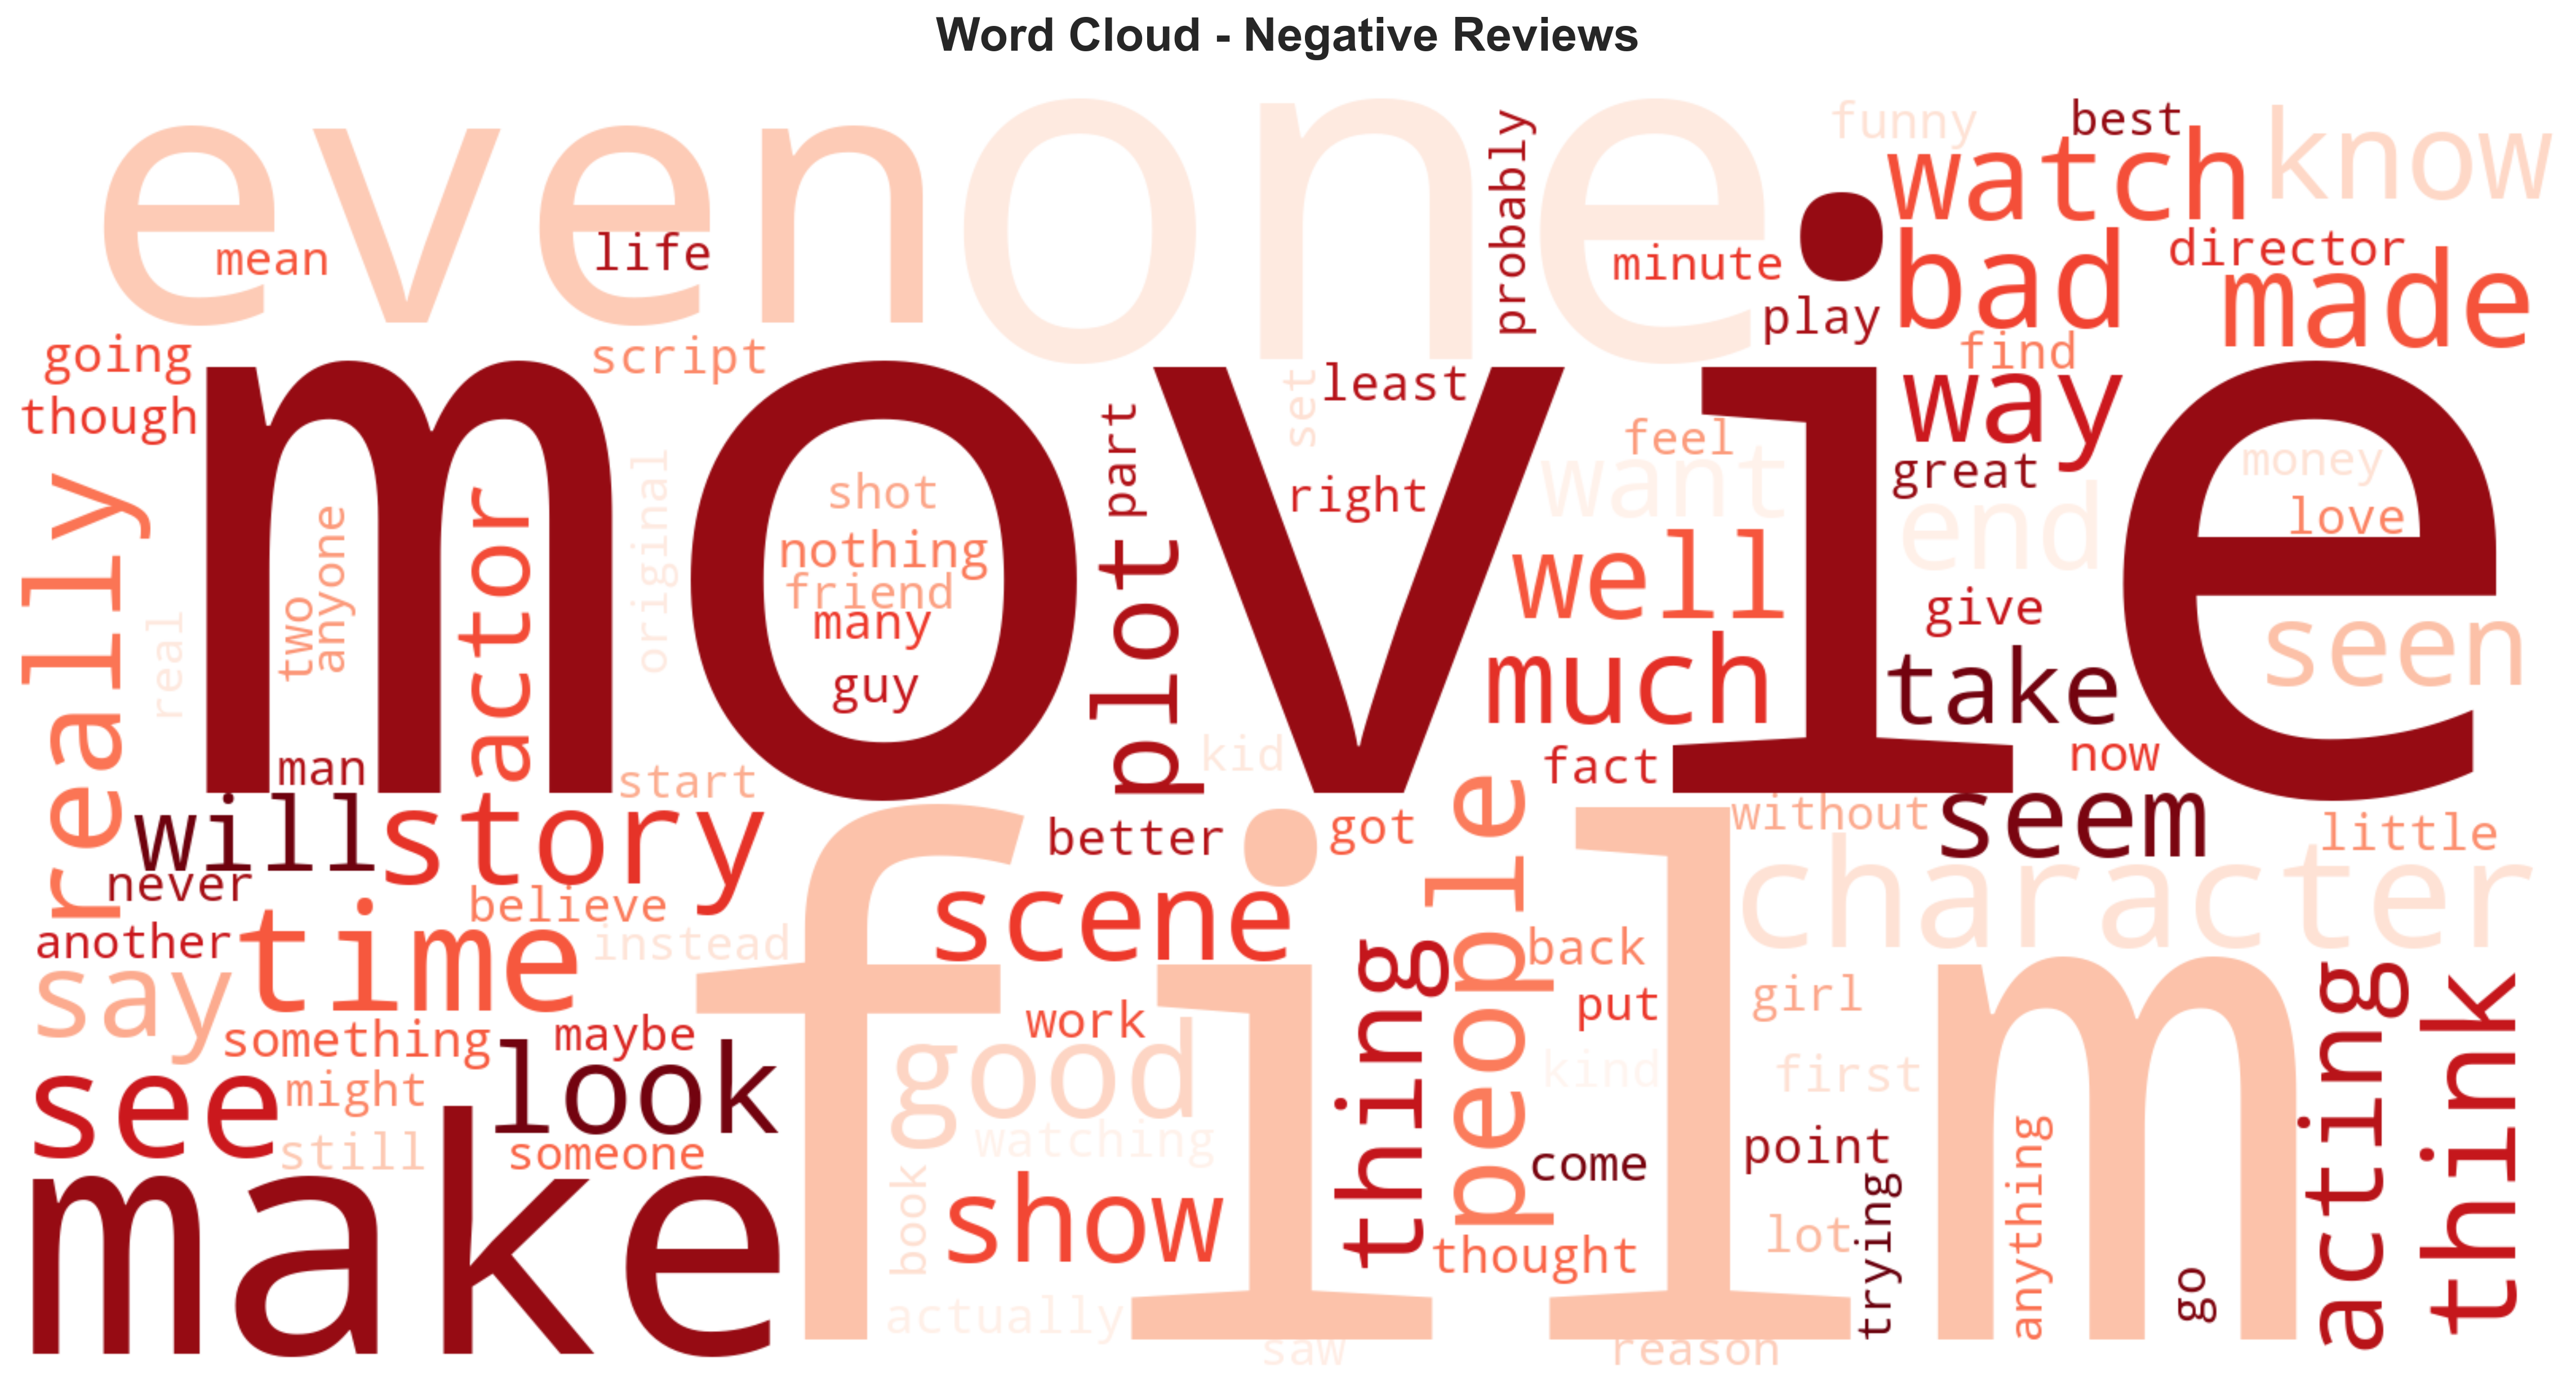 Word Cloud - Negative Reviews
even
one
probably
funny
best
know
watch
mean
life
minute
bad
director
made
play
going
script
find
though
set
least
way
movie
really
actor
original
shot
part
right
feel
want
great
money
end
love
nothing
friend
many
guy
plot
well
two
anyone
real
give
much
take
seen
man
start
kid
fact
now
will
story
better
got
without
seem
little
never
believe
scene
people
character
another
time
instead
say
film
thing
back
put
girl
acting
think
something
maybe
work
look
good
kind
first
see
might
still
someone
watching
come
point
make
book
show
thought
lot
trying
anything
go
actually
saw
reason